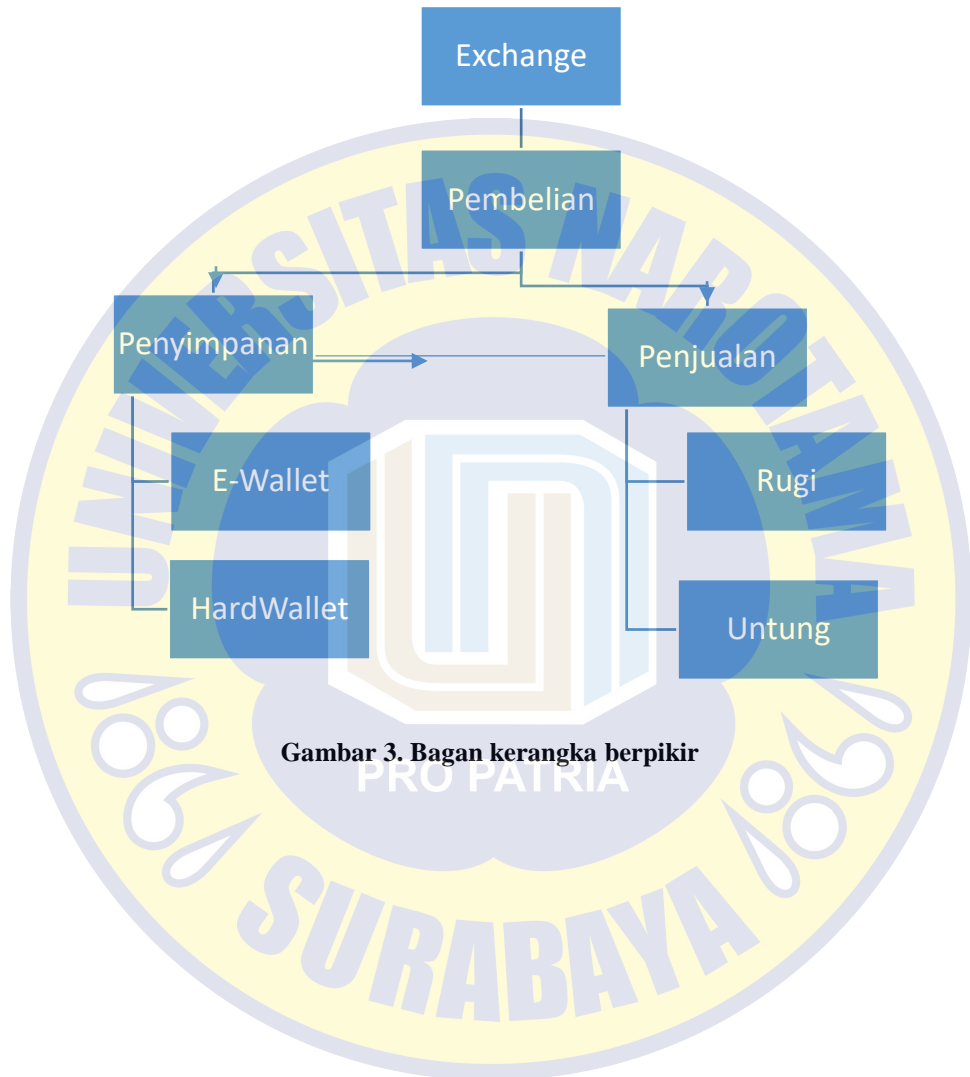 Exchange
Pembelian
Penyimpanan
Penjualan
E-Wallet
Rugi
HardWallet
Untung
Gambar 3. Bagan kerangka berpikir
UNIVERSITAS NAROTAMA
PRO PATRIA
SURABAYA